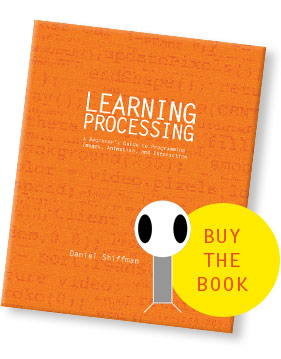 LEARNING
PROCESSING
A Beginner's Guide to Programming
Images, Animation, and Interaction
Daniel Shiffman
BUY
THE
BOOK